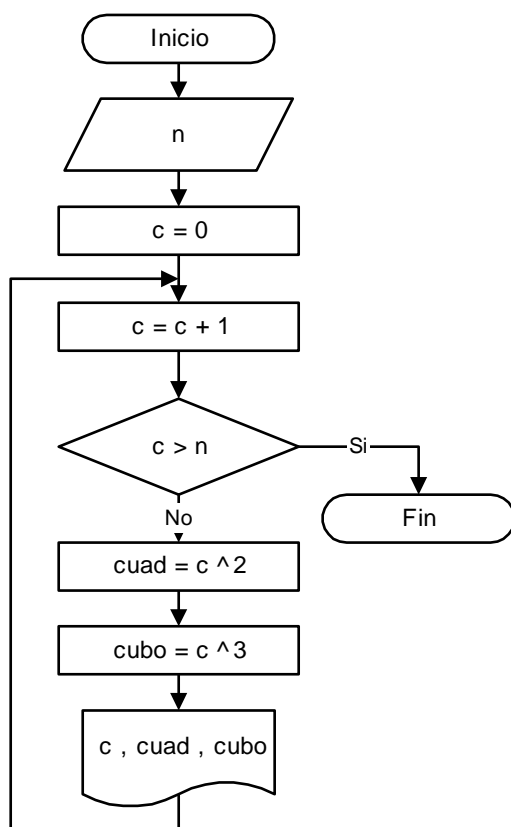 Inicio
n
c = 0
c = c + 1
c > n
Si
No
Fin
cuad = c ^2
cubo = c ^3
c , cuad , cubo